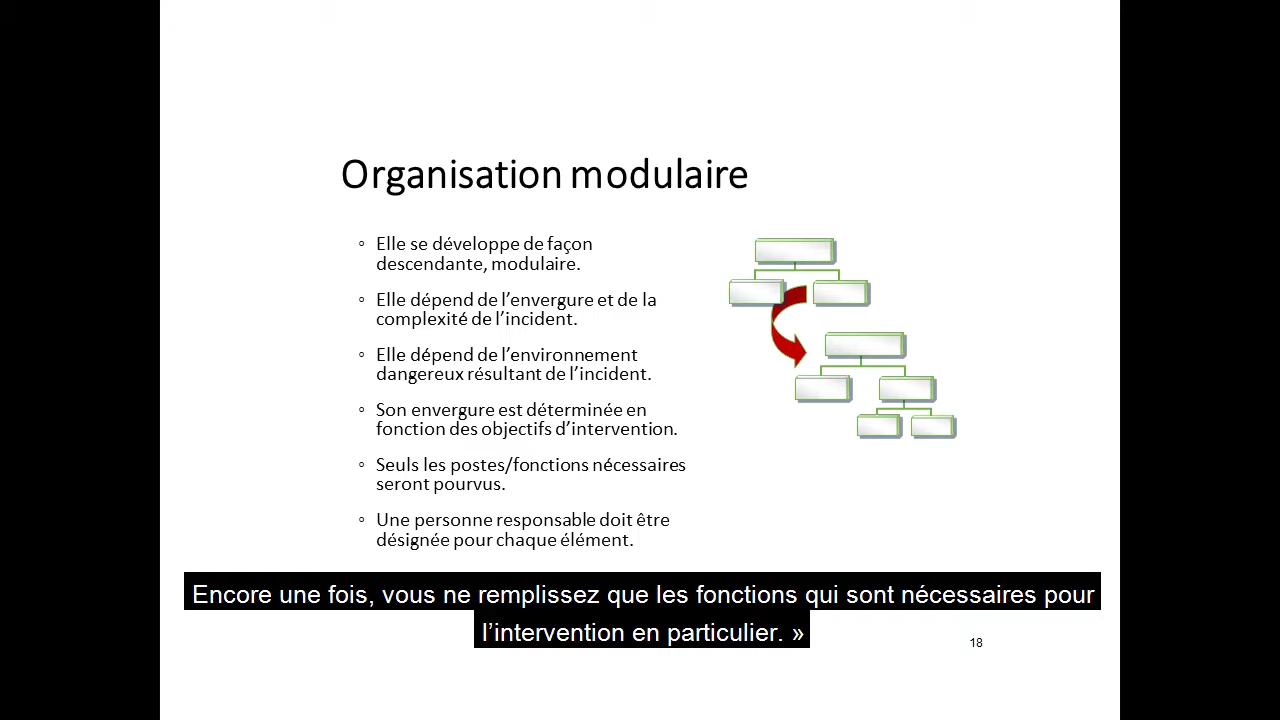 Organisation modulaire
◦ Elle se développe de façon
descendante, modulaire.
◦ Elle dépend de l’envergure et de la
complexité de l’incident.
◦ Elle dépend de l’environnement
dangereux résultant de l’incident.
◦ Son envergure est déterminée en
fonction des objectifs d’intervention.
◦ Seuls les postes/fonctions nécessaires
seront pourvus.
◦ Une personne responsable doit être
désignée pour chaque élément.
Encore une fois, vous ne remplissez que les fonctions qui sont nécessaires pour
l’intervention en particulier. »
18